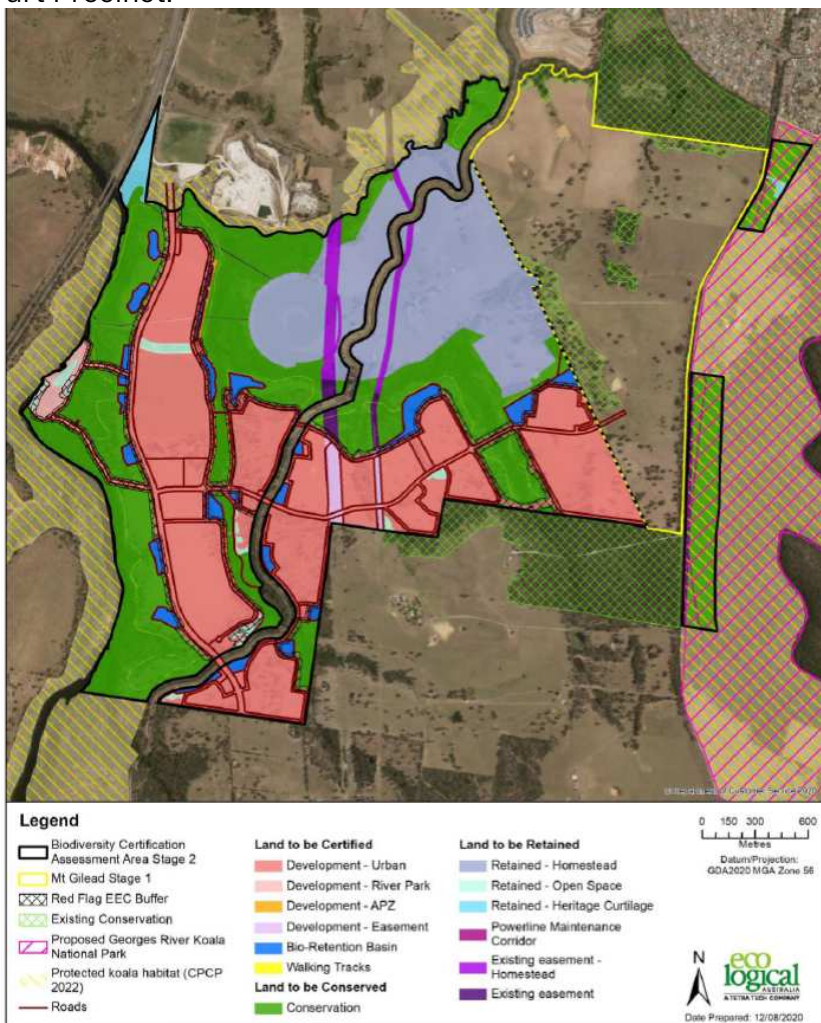 art Precinct.
Legend
Biodiversity Certification
Assessment Area Stage 2
Mt Gilead Stage 1
Red Flag EEC Buffer
Existing Conservation
Proposed Georges River Koala
National Park
Protected koala habitat (CPCP
2022)
Roads
Land to be Certified
Development - Urban
Development - River Park
Development - APZ
Development - Easement
Bio-Retention Basin
Walking Tracks
Land to be Conserved
Conservation
Land to be Retained
Retained - Homestead
Retained - Open Space
Retained - Heritage Curtilage
Powerline Maintenance
Corridor
Existing easement -
Homestead
Existing easement
0 150 300 600
Metres
Datum/Projection:
GDA2020 MGA Zone 56
N
eco
logical
AUSTRALIA
A TETRA TECH COMPANY
Date Prepared: 12/08/2020